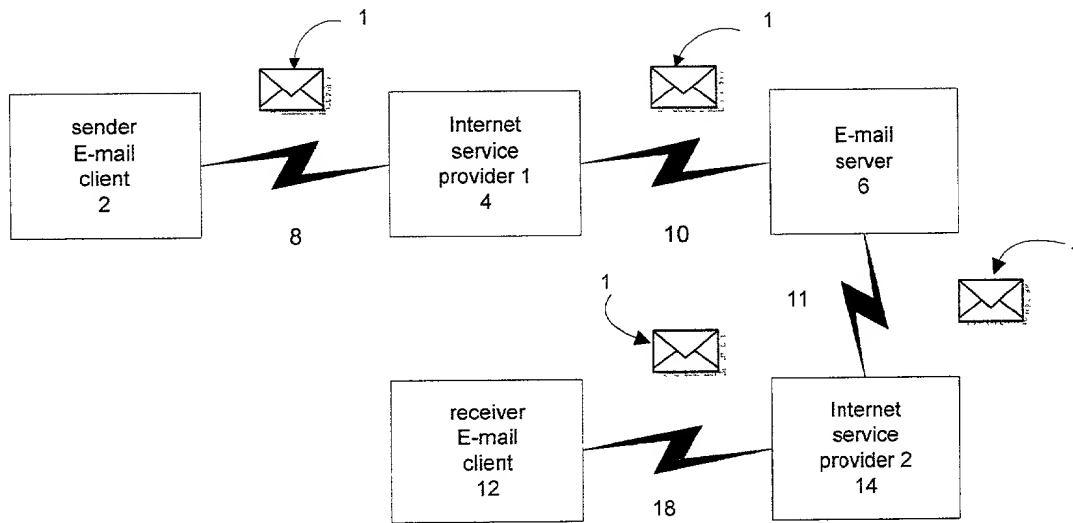 1
1
sender
E-mail
client
2
Internet
service
provider 1
4
E-mail
server
6
8
10
11
1
receiver
E-mail
client
12
Internet
service
provider 2
14
18